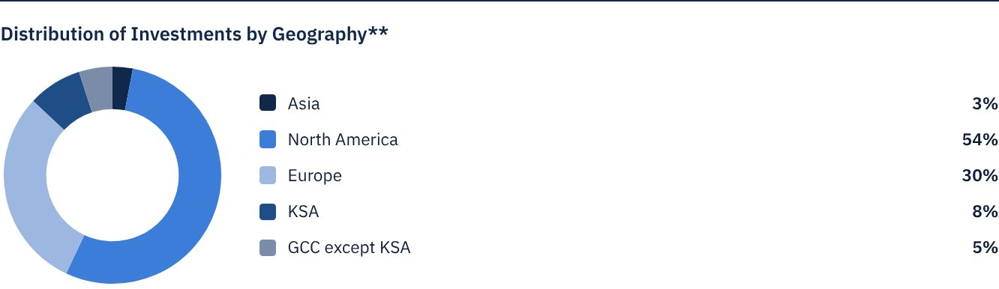 Distribution of Investments by Geography**
Asia 3%
North America 54%
Europe 30%
KSA 8%
GCC except KSA 5%